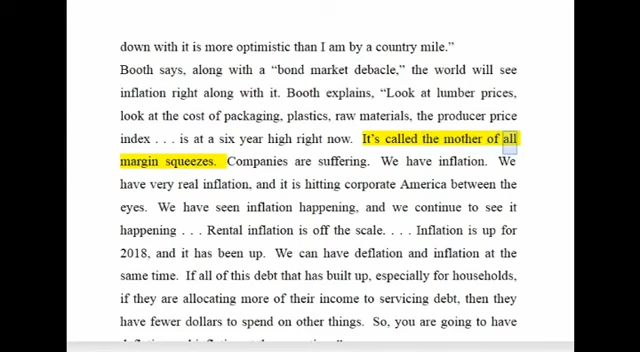 down with it is more optimistic than I am by a country mile.”
Booth says, along with a “bond market debacle,” the world will see
inflation right along with it. Booth explains, “Look at lumber prices,
look at the cost of packaging, plastics, raw materials, the producer price
index . . . is at a six year high right now. It’s called the mother of all
margin squeezes. Companies are suffering. We have inflation. We
have very real inflation, and it is hitting corporate America between the
eyes. We have seen inflation happening, and we continue to see it
happening . . . Rental inflation is off the scale. . . . Inflation is up for
2018, and it has been up. We can have deflation and inflation at the
same time. If all of this debt that has built up, especially for households,
if they are allocating more of their income to servicing debt, then they
have fewer dollars to spend on other things. So, you are going to have